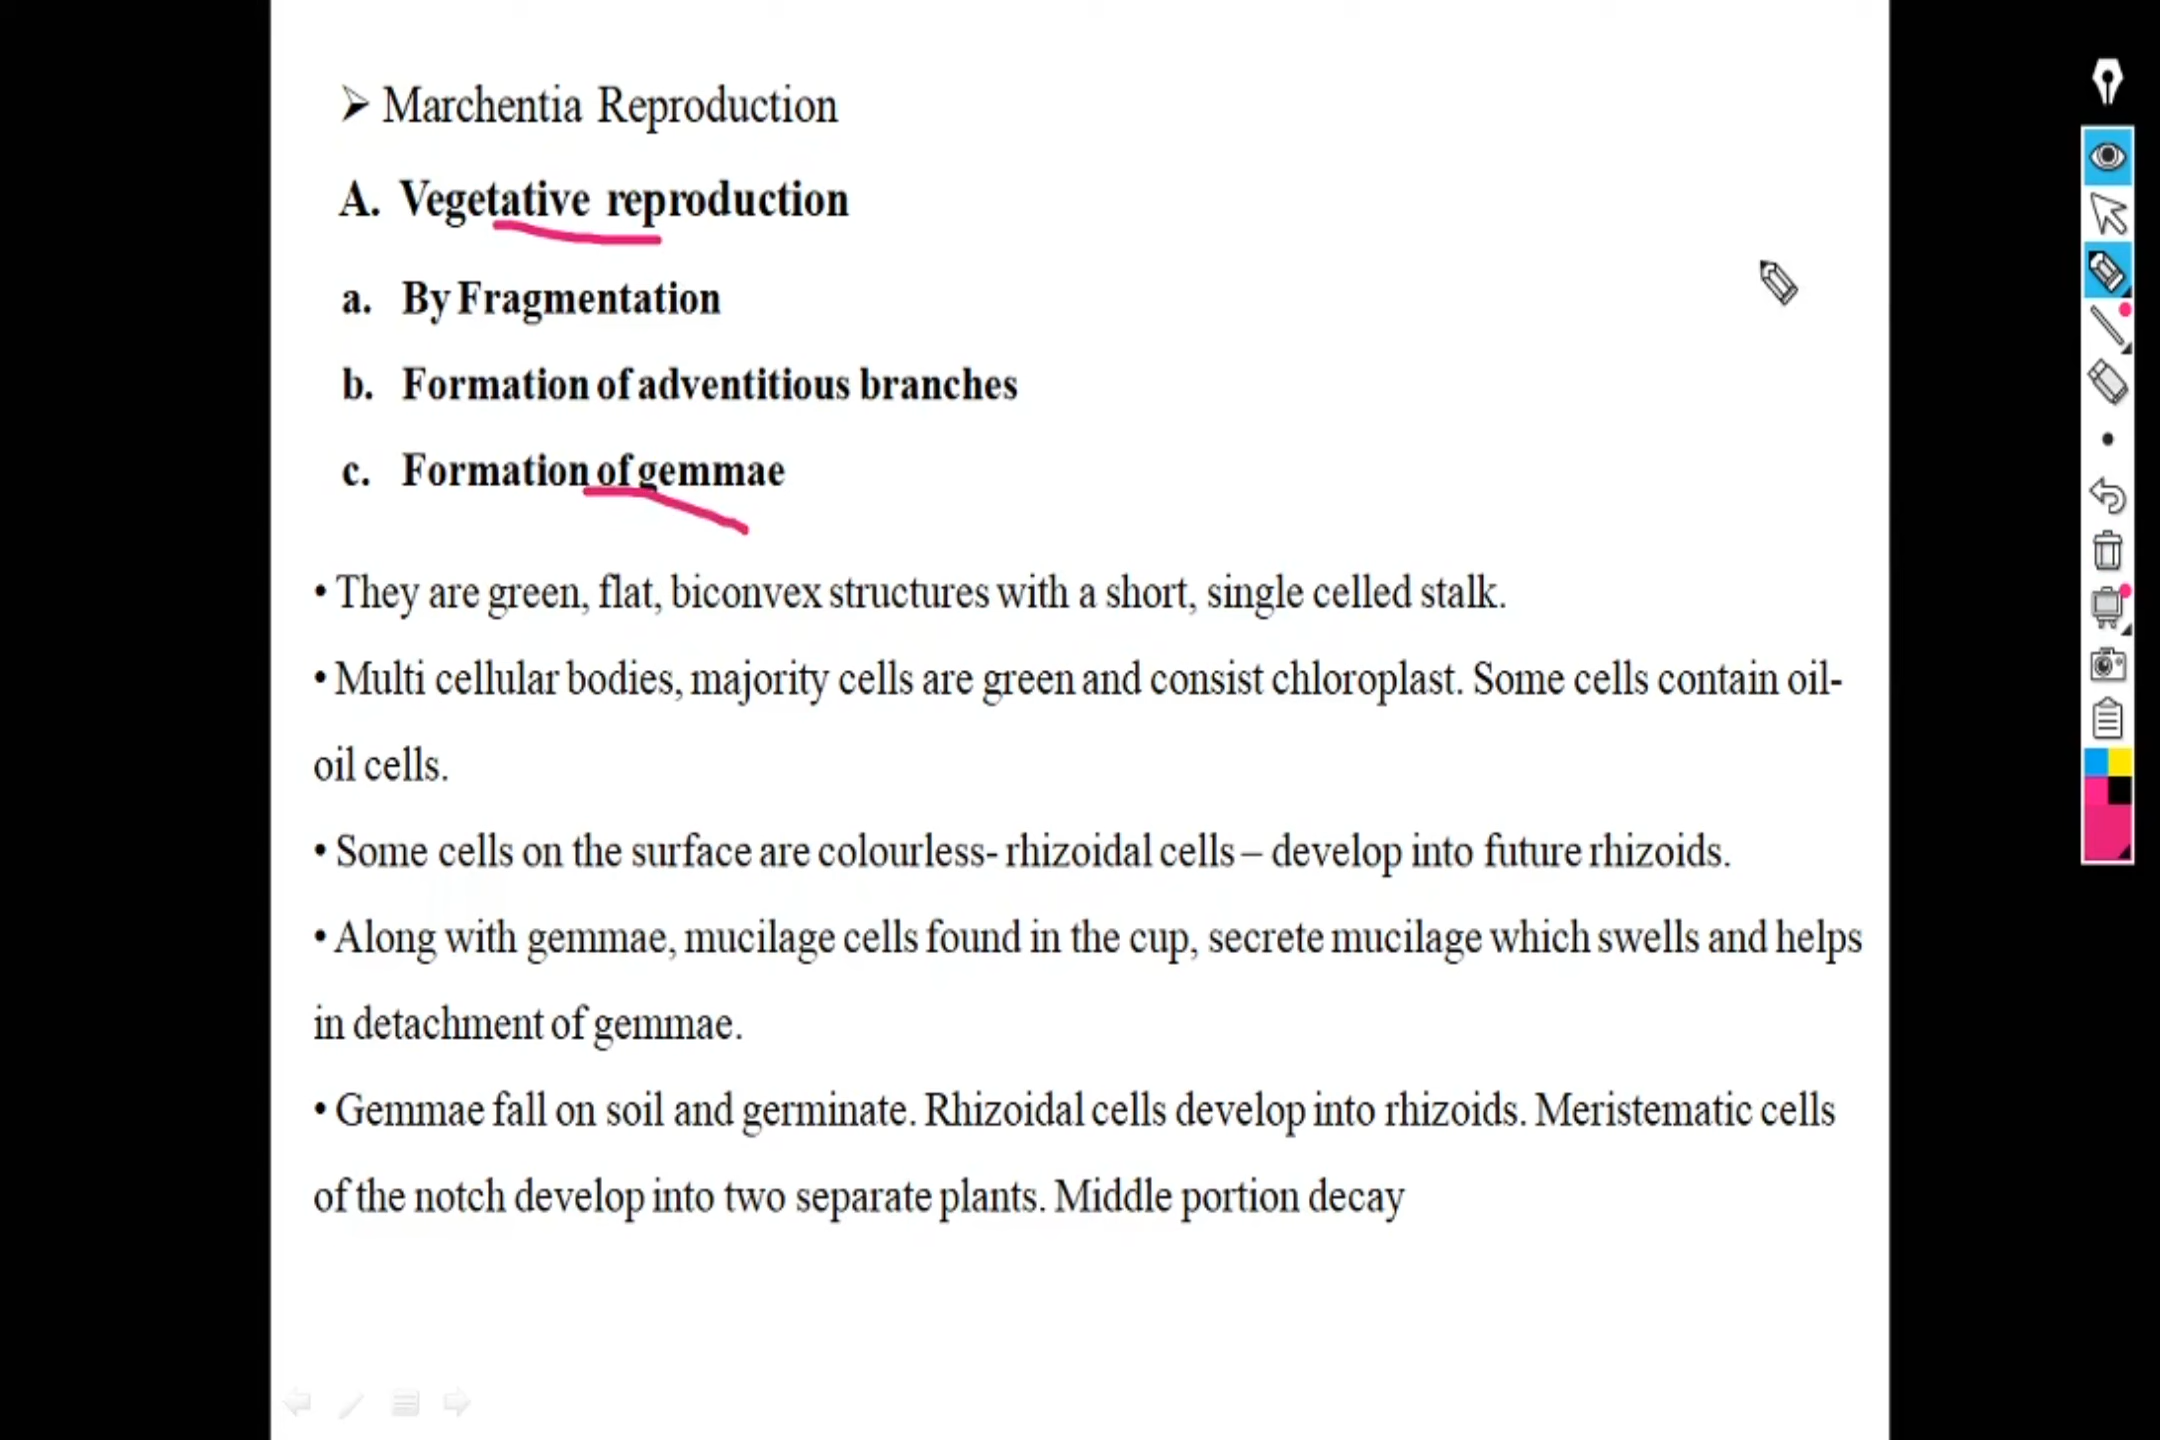 ➢ Marchentia Reproduction
A. Vegetative reproduction
a. By Fragmentation
b. Formation of adventitious branches
c. Formation of gemmae
• They are green, flat, biconvex structures with a short, single celled stalk.
• Multi cellular bodies, majority cells are green and consist chloroplast. Some cells contain oil-
oil cells.
• Some cells on the surface are colourless- rhizoidal cells – develop into future rhizoids.
• Along with gemmae, mucilage cells found in the cup, secrete mucilage which swells and helps
in detachment of gemmae.
• Gemmae fall on soil and germinate. Rhizoidal cells develop into rhizoids. Meristematic cells
of the notch develop into two separate plants. Middle portion decay